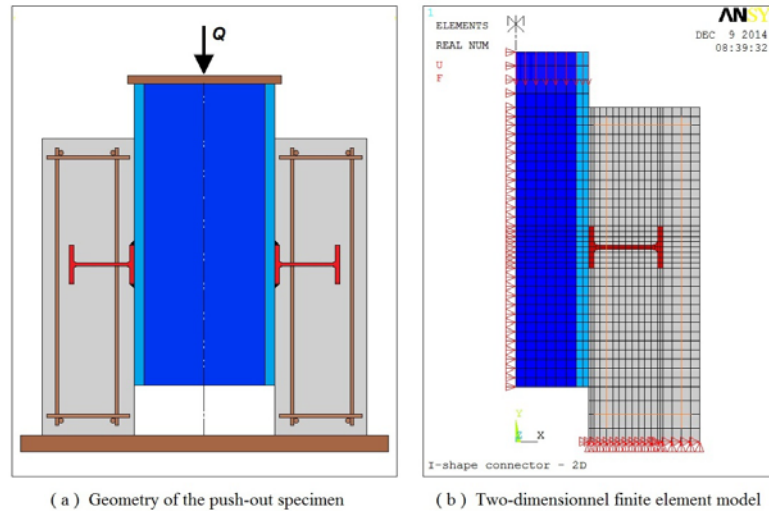 Q
1
ELEMENTS
REAL NUM
U
F
ANSY
DEC 9 2014
08:39:32
Y
Z X
I-shape connector - 2D
( a ) Geometry of the push-out specimen
( b ) Two-dimensionnel finite element model